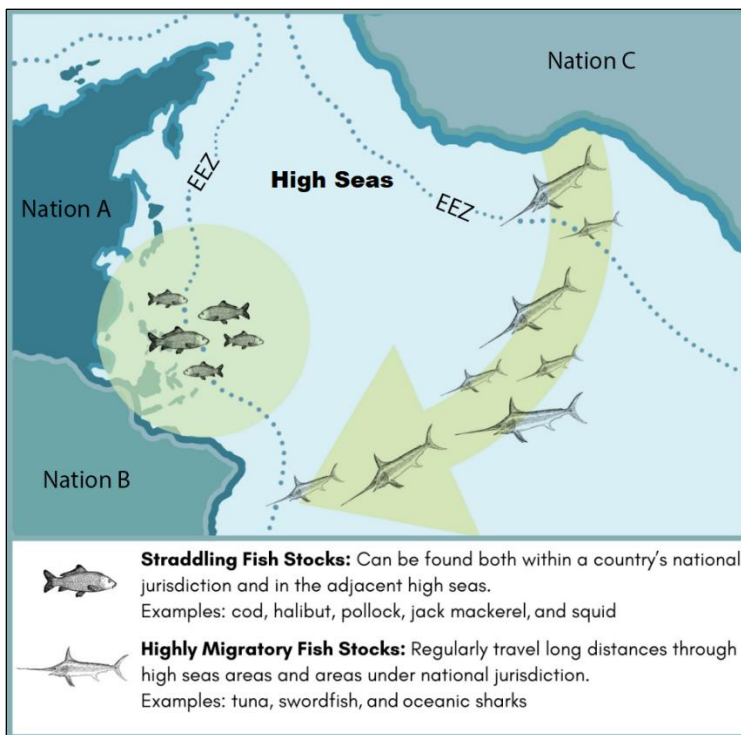 Nation C
EEZ
High Seas
Nation A
EEZ
Nation B
Straddling Fish Stocks: Can be found both within a country's national
jurisdiction and in the adjacent high seas.
Examples: cod, halibut, pollock, jack mackerel, and squid
Highly Migratory Fish Stocks: Regularly travel long distances through
high seas areas and areas under national jurisdiction.
Examples: tuna, swordfish, and oceanic sharks